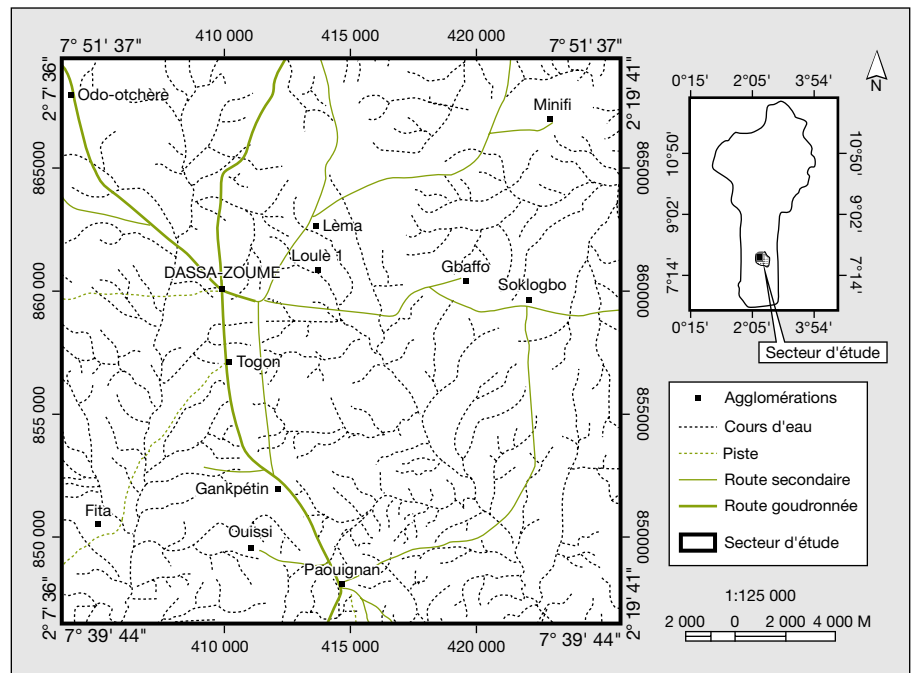 410 000 415 000 420 000
7° 51' 37" 7° 51' 37"
2° 7' 36" 2° 19' 41"
Odo-otchère
Minifi
865000 865000
Lèma
Loulè 1
Gbaffo
DASSA-ZOUME
Soklogbo
860 000 860000
Togon
855 000 855000
Gankpétin
Fita
Ouissi
850 000 850000
Paouignan
2° 7' 36" 2° 19' 41"
7° 39' 44" 7° 39' 44"
410 000 415 000 420 000
N
0°15' 2°05' 3°54'
10°50' 10°50'
9°02' 9°02'
7°14' 7°14'
0°15' 2°05' 3°54'
Secteur d'étude
Agglomérations
Cours d'eau
Piste
Route secondaire
Route goudronnée
Secteur d'étude
1:125 000
2 000 0 2 000 4 000 M